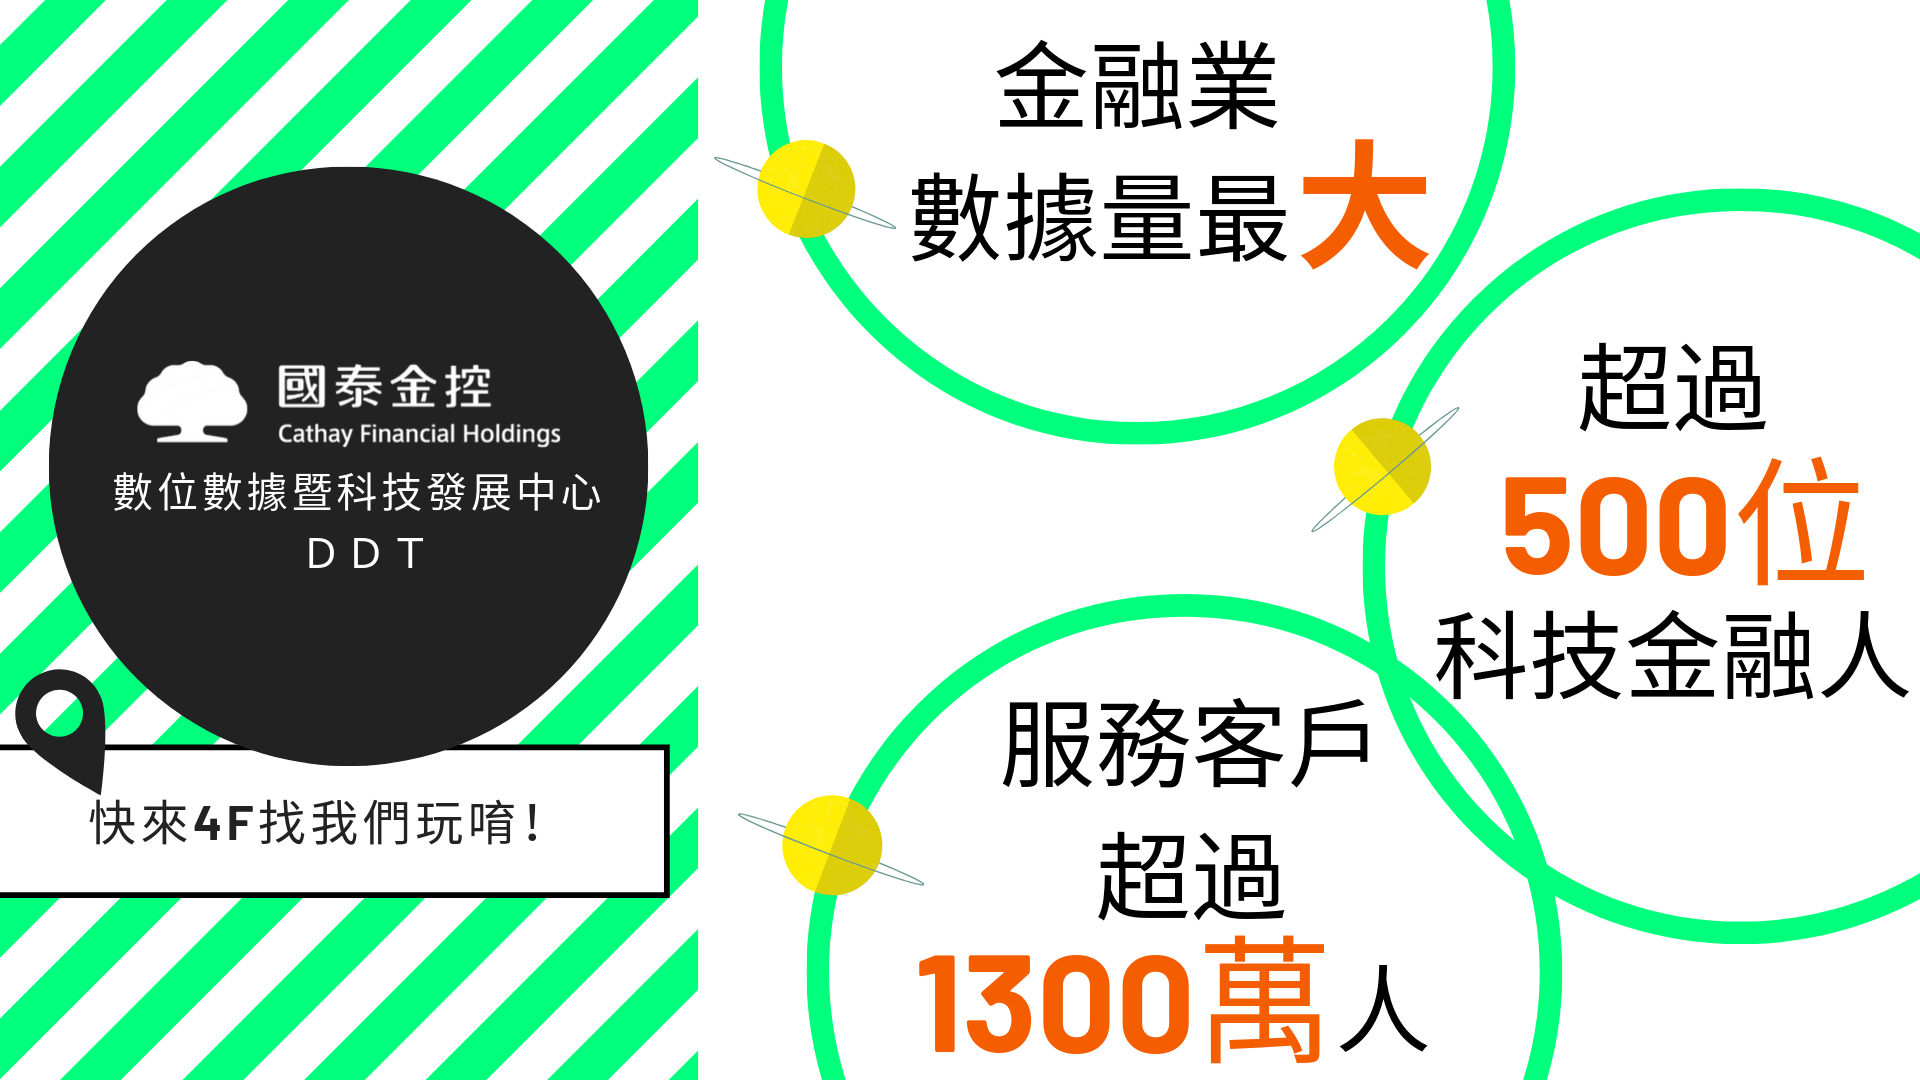 國泰金控
Cathay Financial Holdings
數位數據暨科技發展中心
DDT
快來4F找我們玩唷!
金融業
數據量最大
超過
500位
科技金融人
服務客戶
超過
1300萬人